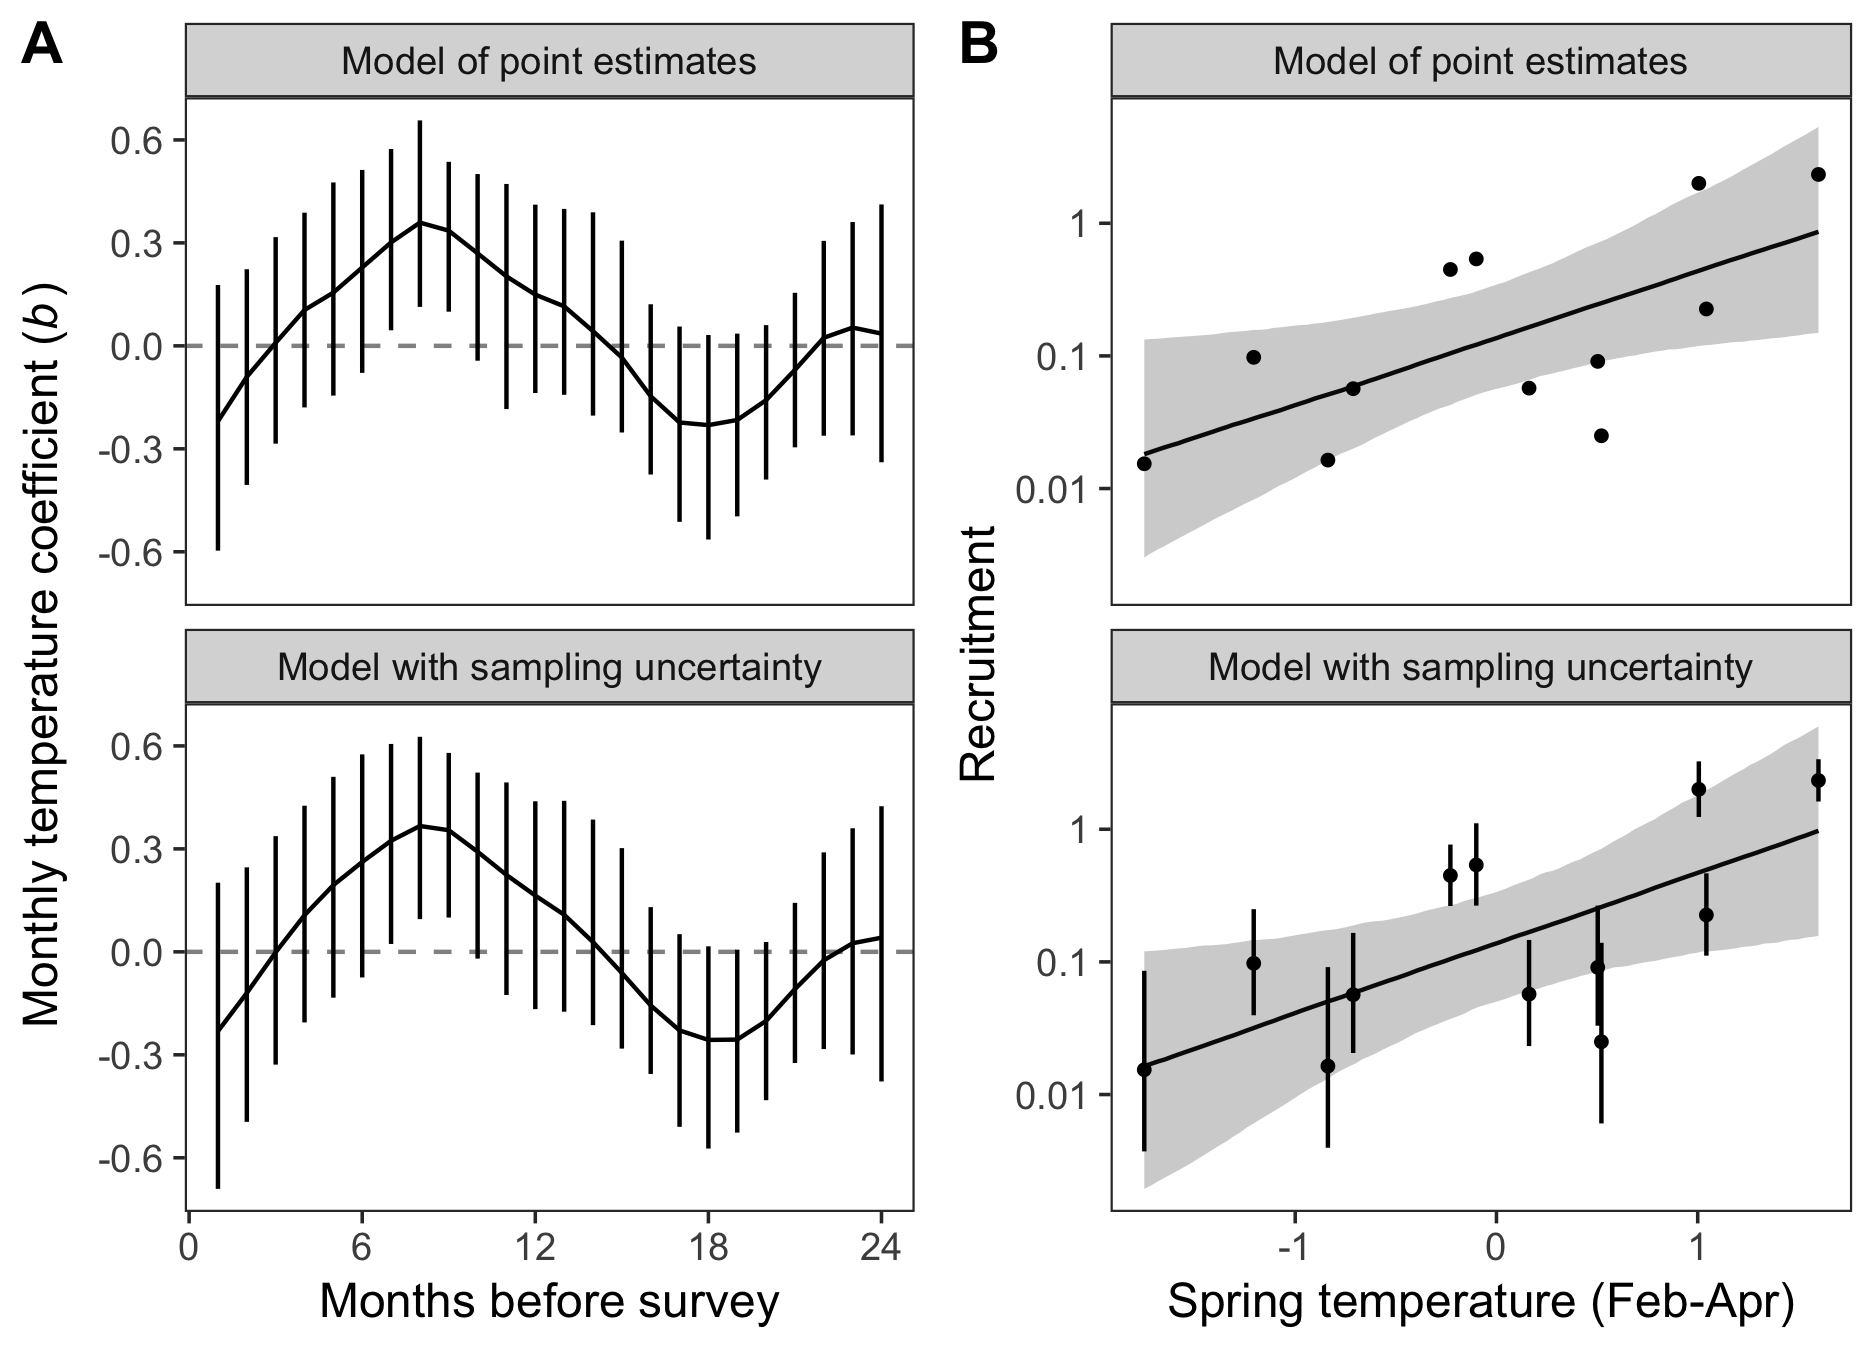 A
Model of point estimates
0.6
0.3
0.0
-0.3
-0.6
Model with sampling uncertainty
0.6
0.3
0.0
-0.3
-0.6
0 6 12 18 24
Months before survey
Monthly temperature coefficient (b)
B
Model of point estimates
1
0.1
0.01
Model with sampling uncertainty
1
0.1
0.01
-1 0 1
Spring temperature (Feb-Apr)
Recruitment